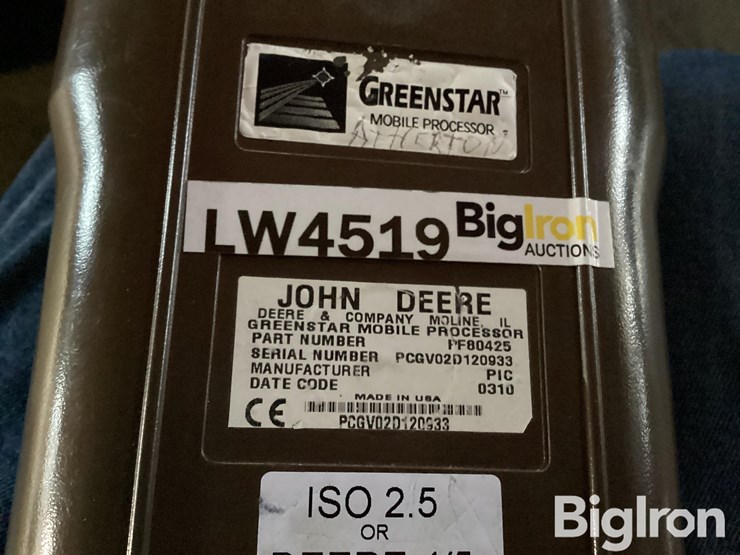 GREENSTAR™
MOBILE PROCESSOR
ATHERTON
LW4519 BigIron
AUCTIONS
JOHN DEERE
DEERE & COMPANY MOLINE, IL
GREENSTAR MOBILE PROCESSOR
PART NUMBER PF80425
SERIAL NUMBER PCGV02D120933
MANUFACTURER PIC
DATE CODE 0310
MADE IN USA
CE
PCGV02D120933
ISO 2.5
OR
BigIron